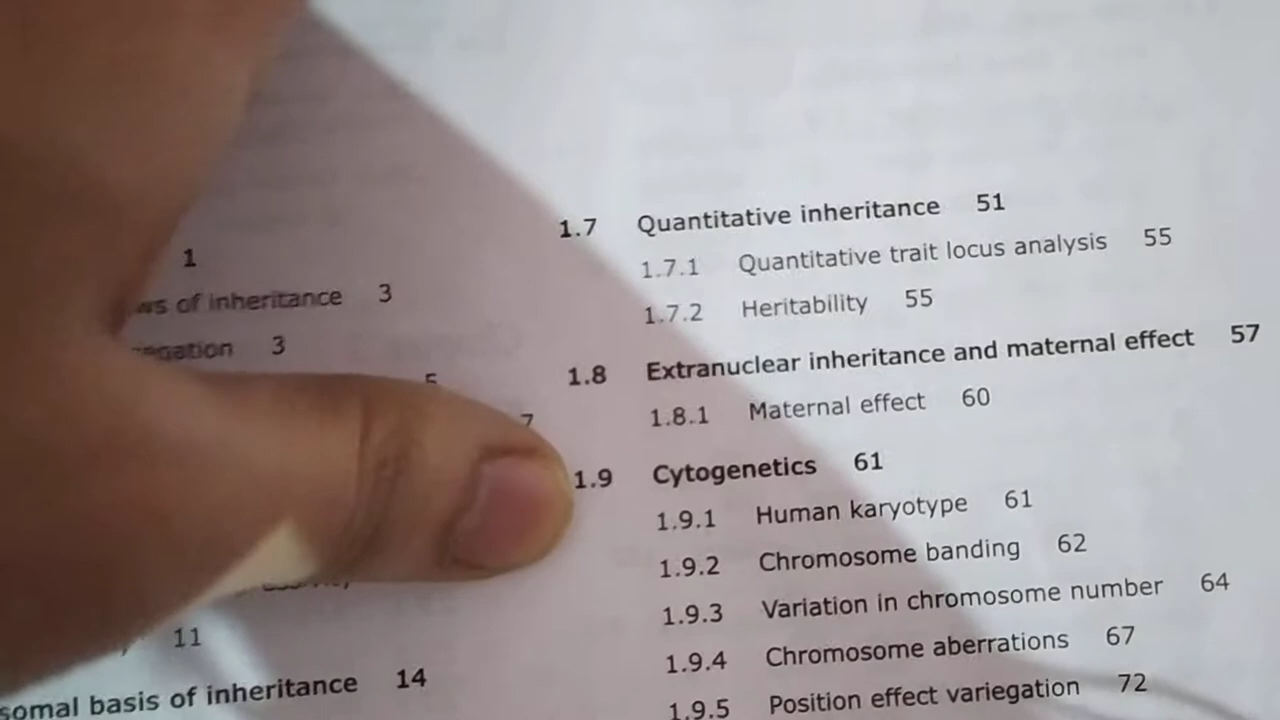 1
of inheritance 3
3
5
7
11
basis of inheritance 14
1.7 Quantitative inheritance 51
1.7.1 Quantitative trait locus analysis 55
1.7.2 Heritability 55
1.8 Extranuclear inheritance and maternal effect 57
1.8.1 Maternal effect 60
1.9 Cytogenetics 61
1.9.1 Human karyotype 61
1.9.2 Chromosome banding 62
1.9.3 Variation in chromosome number 64
1.9.4 Chromosome aberrations 67
1.9.5 Position effect variegation 72